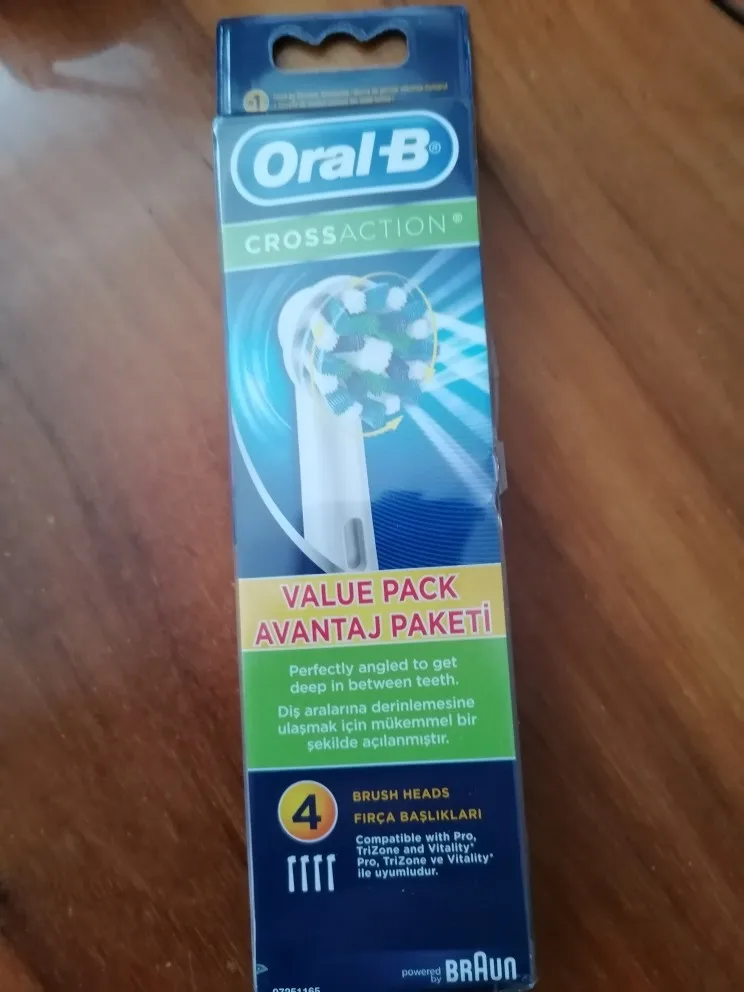 #1
Oral-B®
CROSSACTION®
VALUE PACK
AVANTAJ PAKETİ
Perfectly angled to get
deep in between teeth.
Diş aralarına derinlemesine
ulaşmak için mükemmel bir
şekilde açılanmıştır.
4
BRUSH HEADS
FIRÇA BAŞLIKLARI
Compatible with Pro,
TriZone and Vitality*
Pro, TriZone ve Vitality*
ile uyumludur.
powered by
BRAUN
97251165